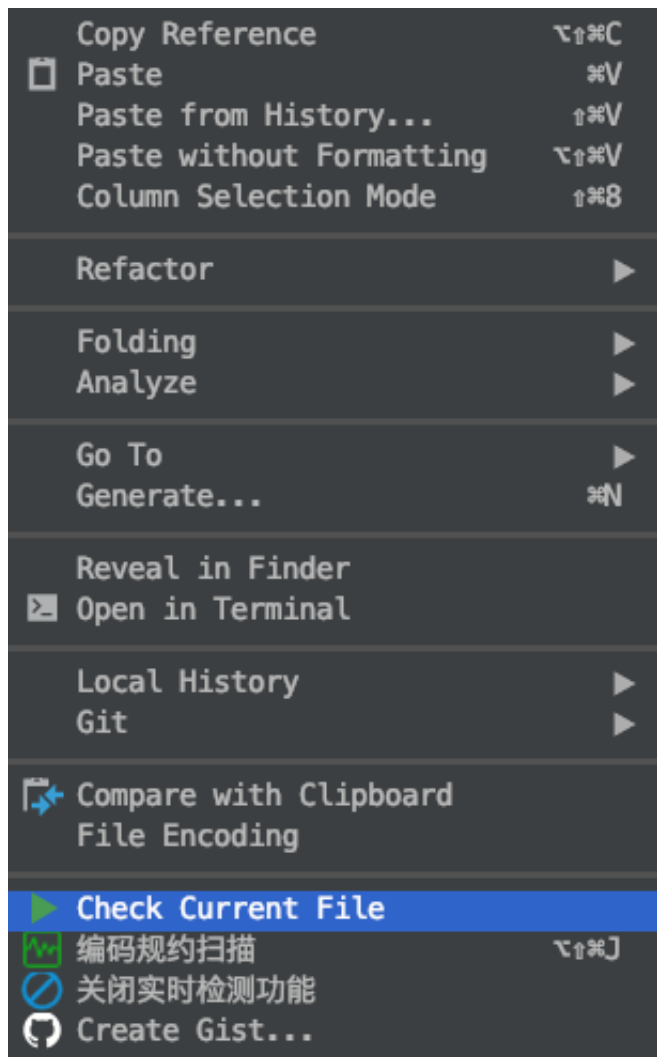 Copy Reference ⌥⇧⌘C
Paste ⌘V
Paste from History... ⇧⌘V
Paste without Formatting ⌥⇧⌘V
Column Selection Mode ⇧⌘8
Refactor
Folding
Analyze
Go To
Generate... ⌘N
Reveal in Finder
Open in Terminal
Local History
Git
Compare with Clipboard
File Encoding
Check Current File
编码规约扫描 ⌥⇧⌘J
关闭实时检测功能
Create Gist...